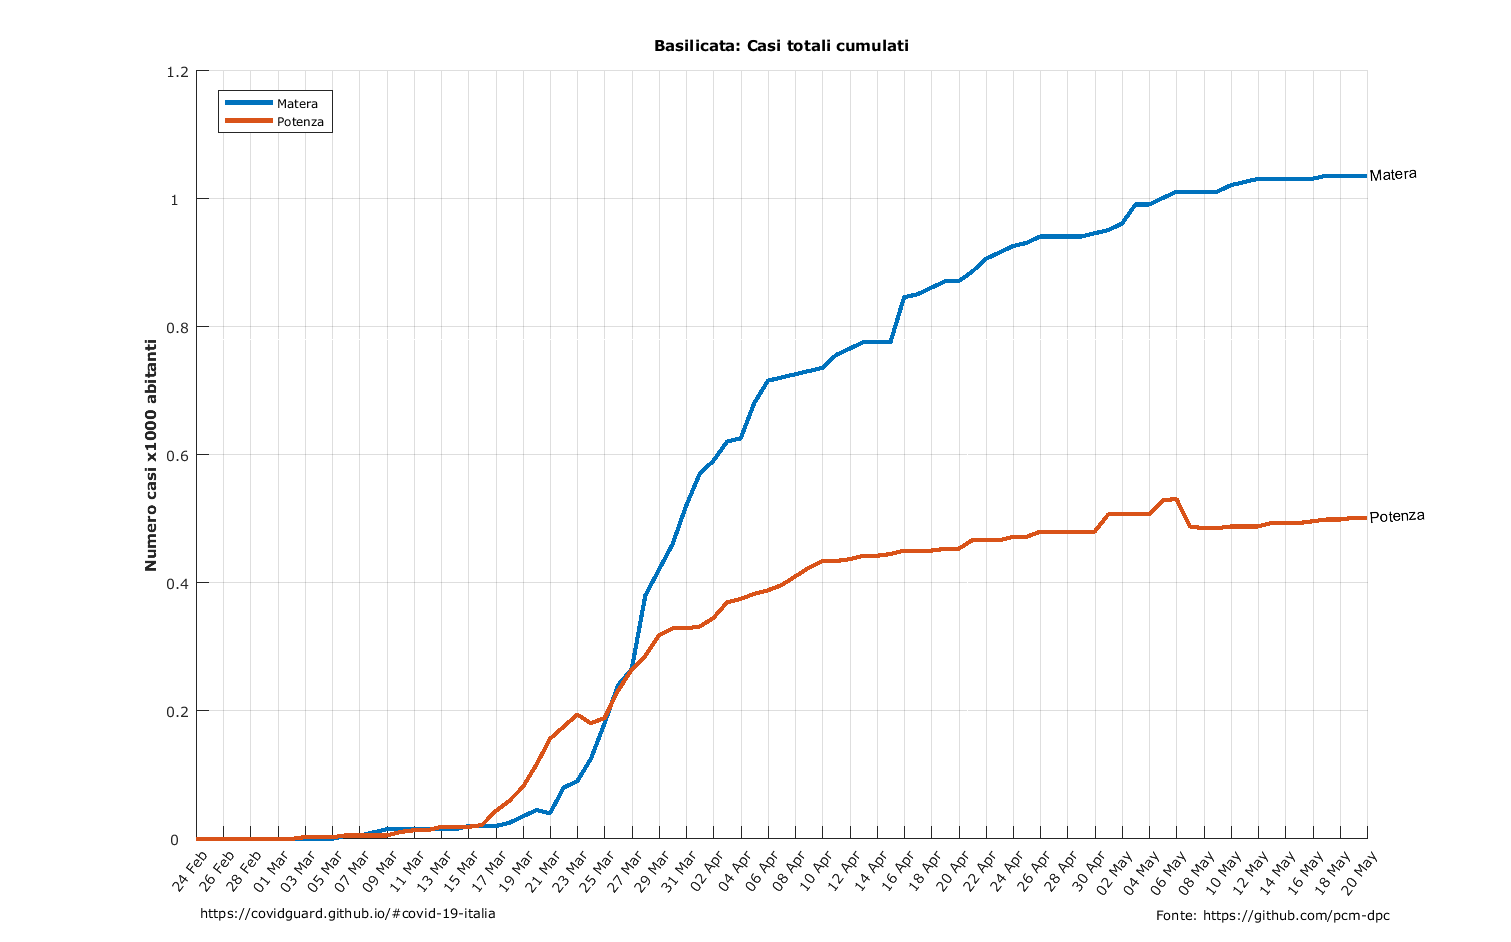 Basilicata: Casi totali cumulati
1.2
1
0.8
0.6
0.4
0.2
0
Numero casi x1000 abitanti
Matera
Potenza
Matera
Potenza
24 Feb
26 Feb
28 Feb
01 Mar
03 Mar
05 Mar
07 Mar
09 Mar
11 Mar
13 Mar
15 Mar
17 Mar
19 Mar
21 Mar
23 Mar
25 Mar
27 Mar
29 Mar
31 Mar
02 Apr
04 Apr
06 Apr
08 Apr
10 Apr
12 Apr
14 Apr
16 Apr
18 Apr
20 Apr
22 Apr
24 Apr
26 Apr
28 Apr
30 Apr
02 May
04 May
06 May
08 May
10 May
12 May
14 May
16 May
18 May
20 May
https://covidguard.github.io/#covid-19-italia
Fonte: https://github.com/pcm-dpc